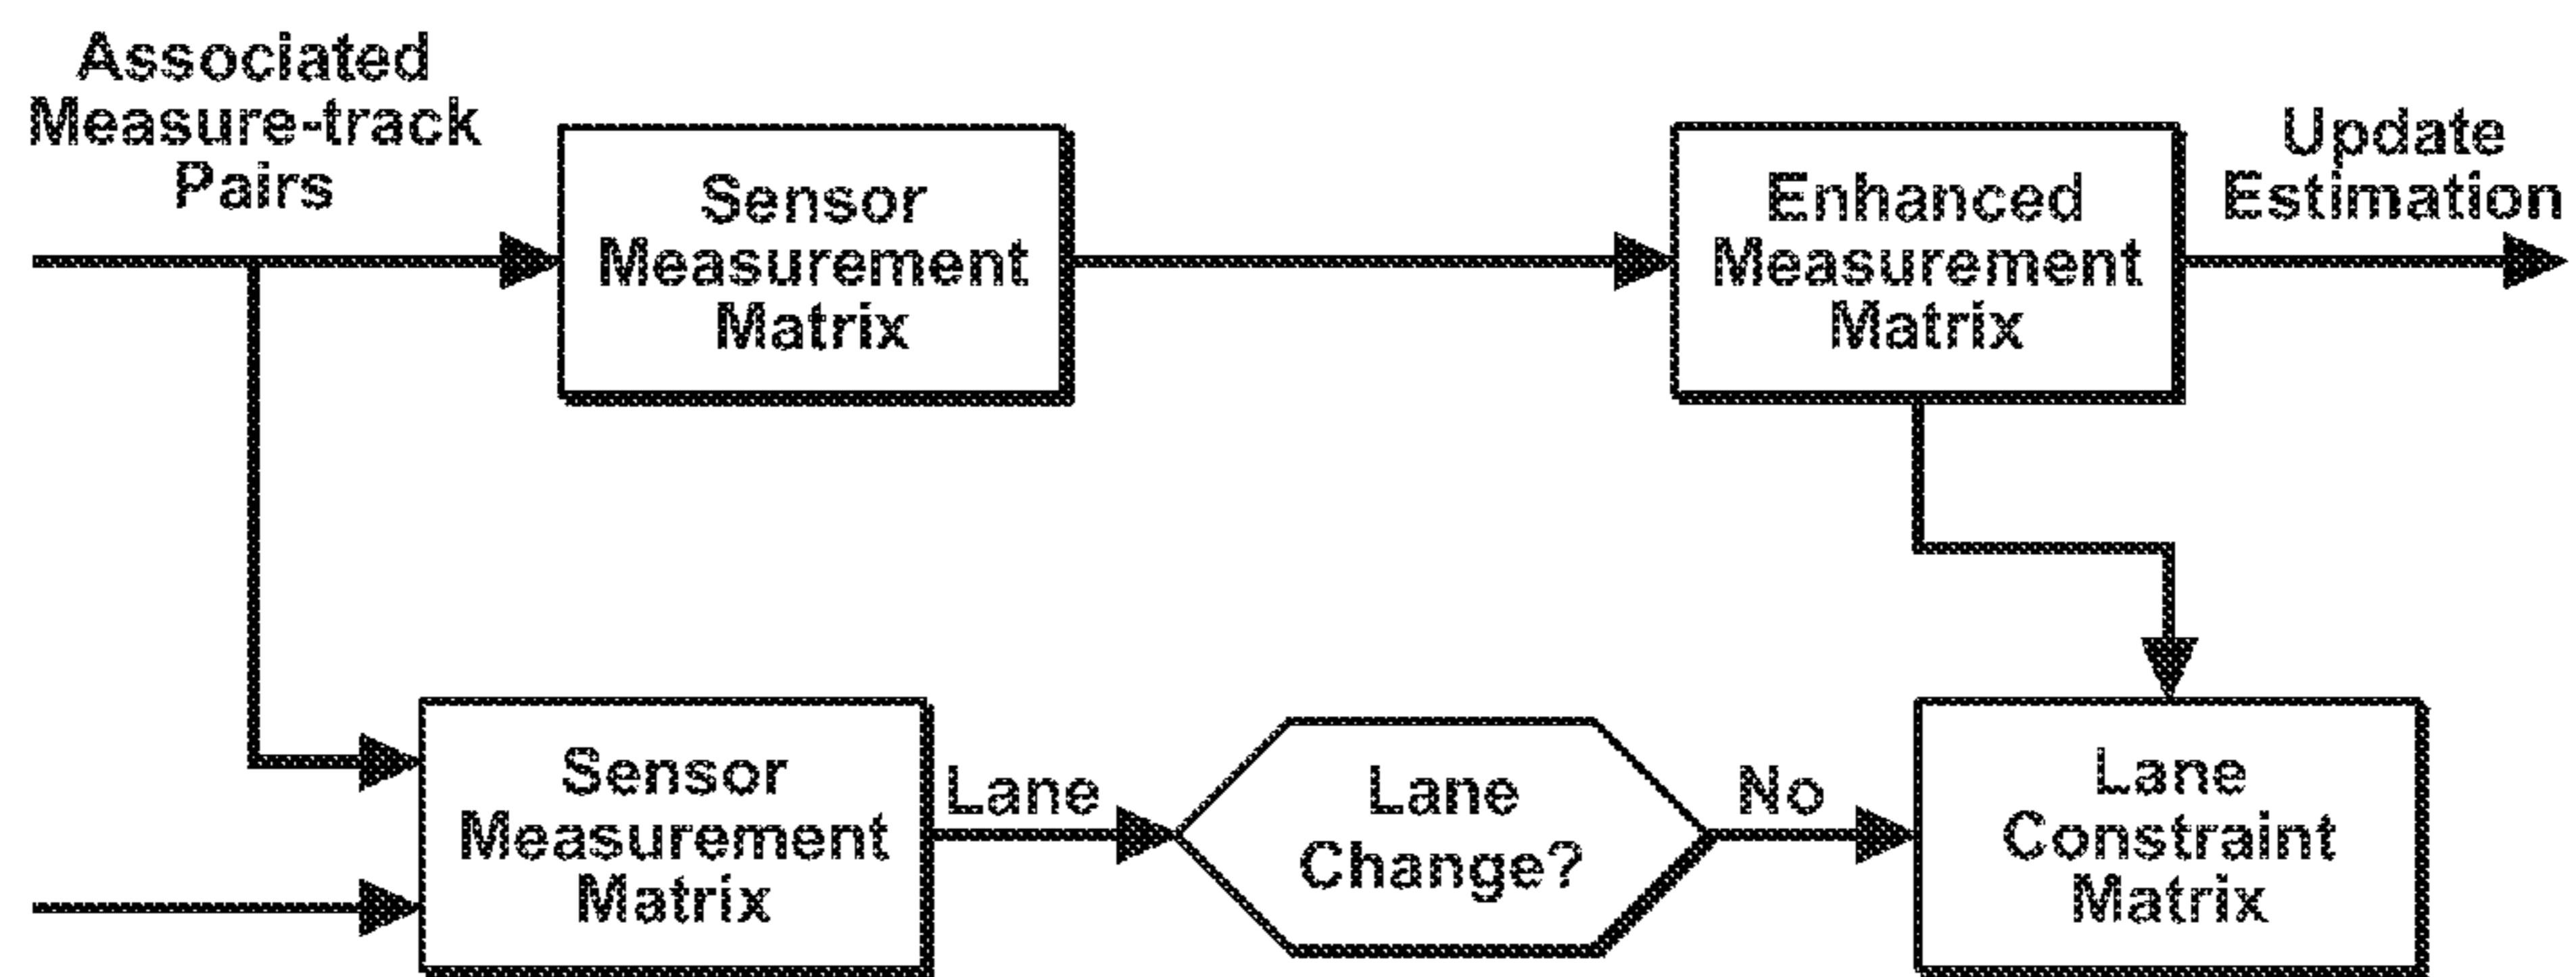 Associated
Measure-track
Pairs
Sensor
Measurement
Matrix
Enhanced
Measurement
Matrix
Update
Estimation
Sensor
Measurement
Matrix
Lane
Lane
Change?
No
Lane
Constraint
Matrix